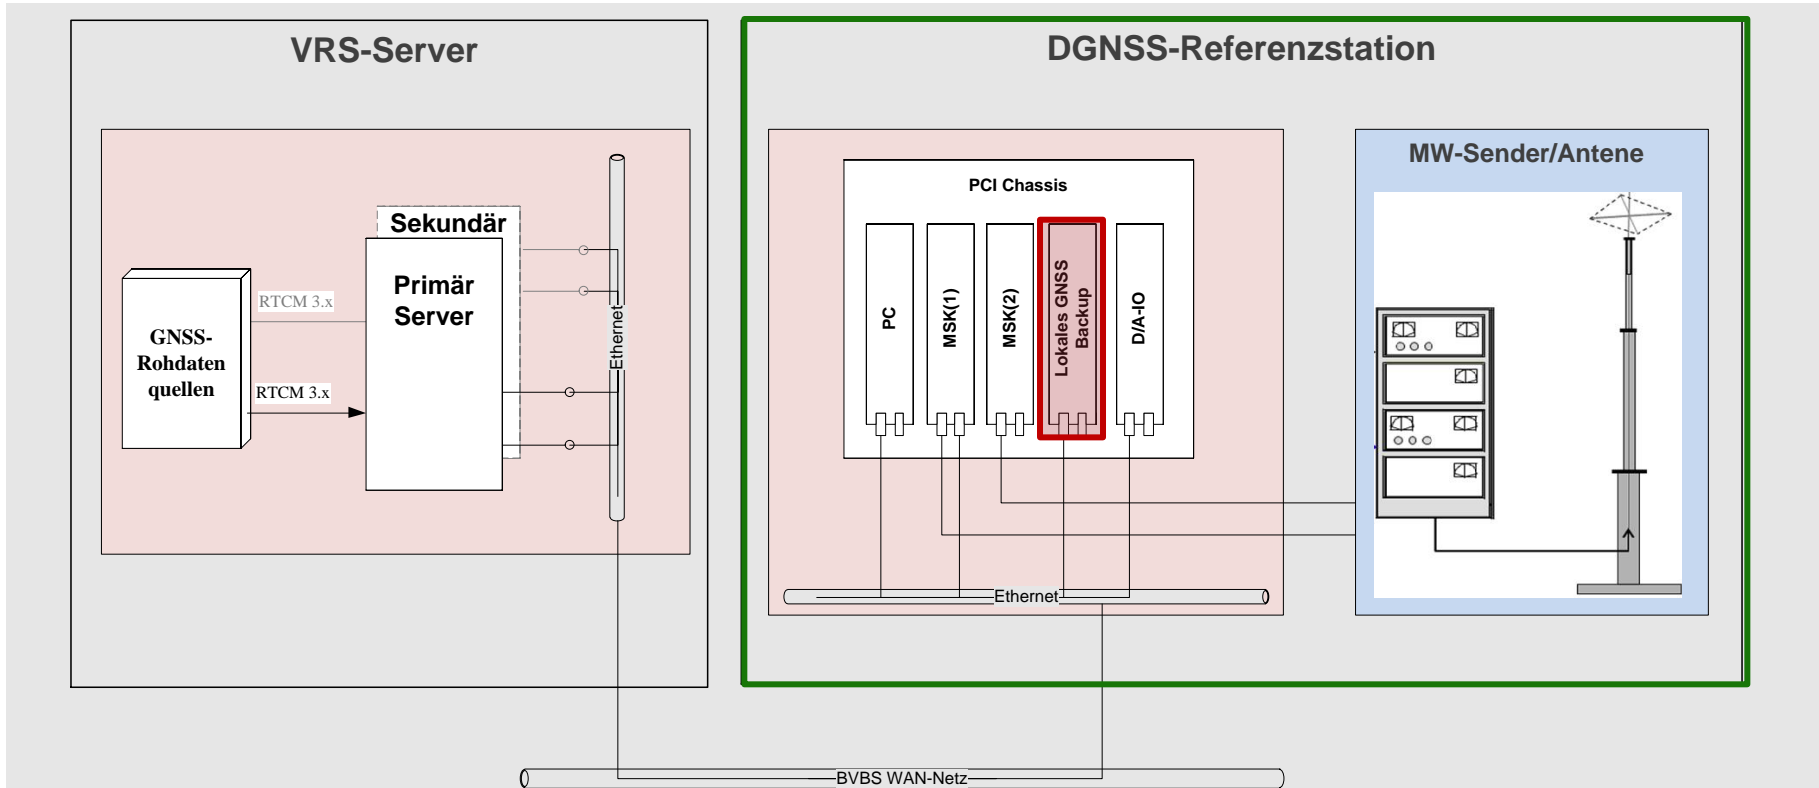 VRS-Server
DGNSS-Referenzstation
Sekundär
Primär
Server
GNSS-
Rohdaten
quellen
RTCM 3.x
RTCM 3.x
Ethernet
PCI Chassis
PC
MSK(1)
MSK(2)
Lokales GNSS
Backup
D/A-IO
Ethernet
MW-Sender/Antene
BVBS WAN-Netz